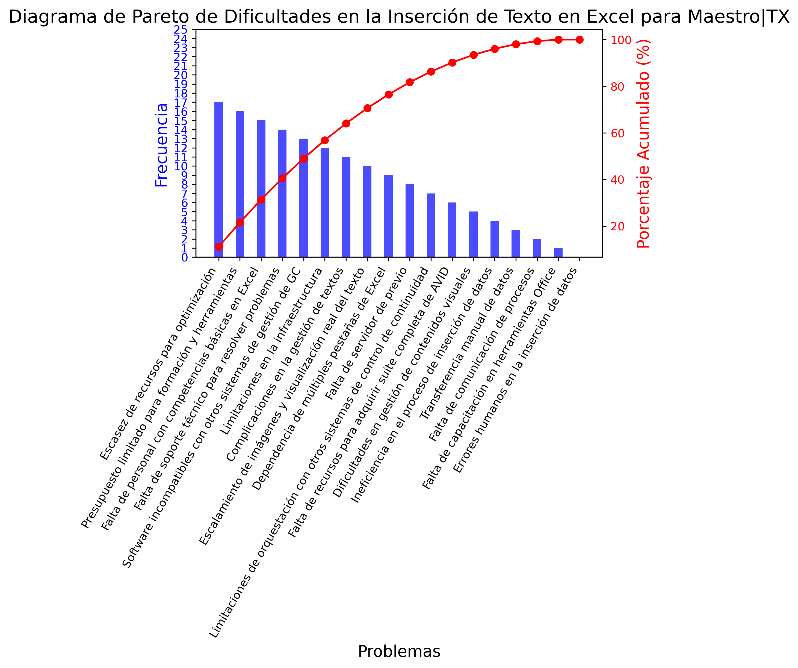 Diagrama de Pareto de Dificultades en la Inserción de Texto en Excel para Maestro|TX
Frecuencia
25
24
23
22
21
20
19
18
17
16
15
14
13
12
11
10
9
8
7
6
5
4
3
2
1
0
100
80
60
40
20
Porcentaje Acumulado (%)
Escasez de recursos para optimización
Presupuesto limitado para formación y herramientas
Falta de personal con competencias básicas en Excel
Falta de soporte técnico para resolver problemas
Software incompatibles con otros sistemas de gestión de GC
Limitaciones en la infraestructura
Complicaciones en la gestión de textos
Escalamiento de imágenes y visualización real del texto
Dependencia de múltiples pestañas de Excel
Falta de servidor de previo
Limitaciones de orquestación con otros sistemas de control de continuidad
Falta de recursos para adquirir suite completa de AVID
Dificultades en gestión de contenidos visuales
Ineficiencia en el proceso de inserción de datos
Transferencia manual de datos
Falta de comunicación de procesos
Falta de capacitación en herramientas Office
Errores humanos en la inserción de datos
Problemas